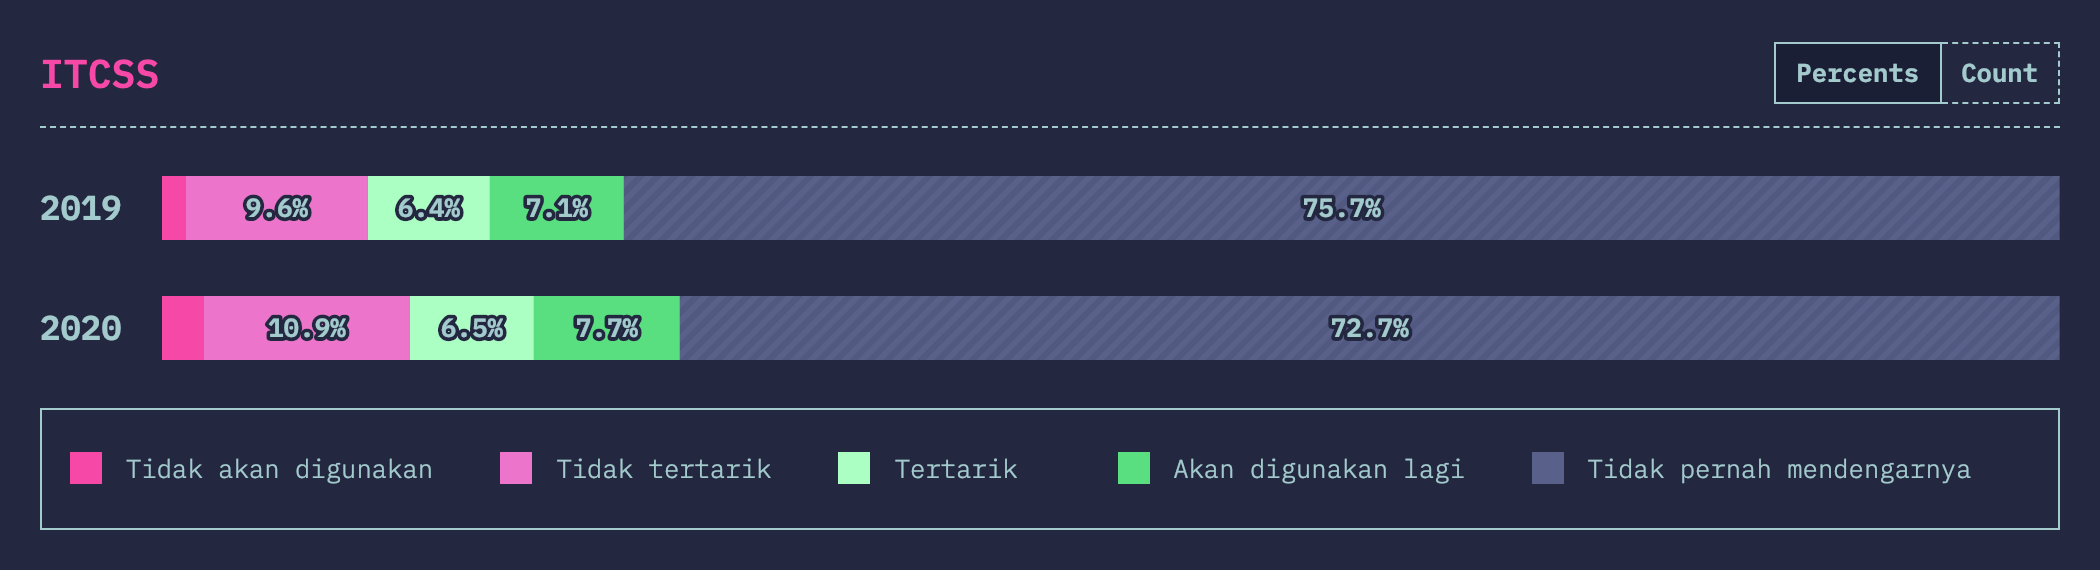 ITCSS
Percents Count
2019 9.6% 6.4% 7.1% 75.7%
2020 10.9% 6.5% 7.7% 72.7%
Tidak akan digunakan Tidak tertarik Tertarik Akan digunakan lagi Tidak pernah mendengarnya